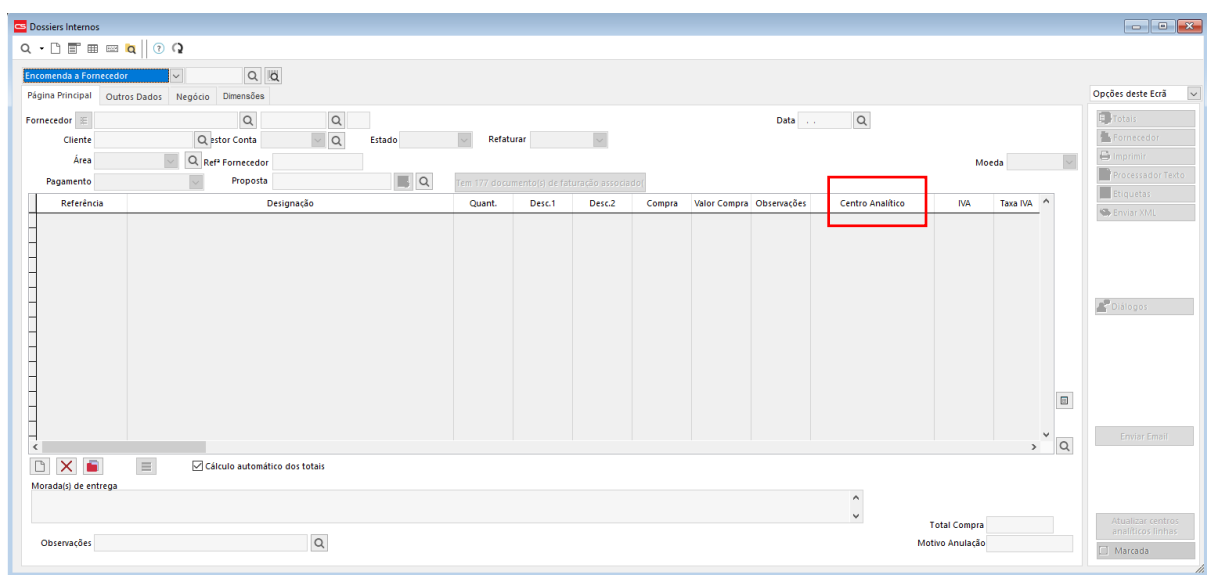 CS Dossiers Internos
Encomenda a Fornecedor
Página Principal Outros Dados Negócio Dimensões Opções deste Ecrã
Fornecedor Data . . Totais
Cliente estor Conta Estado Refaturar Fornecedor
Área Refª Fornecedor Moeda Imprimir
Pagamento Proposta Tem 177 documento(s) de faturação associado( Processador Texto
Referência Designação Quant. Desc.1 Desc.2 Compra Valor Compra Observações Centro Analítico IVA Taxa IVA Etiquetas
Enviar XML
Diálogos
Enviar Email
Cálculo automático dos totais
Morada(s) de entrega
Total Compra
Atualizar centros
analíticos linhas
Observações Motivo Anulação
Marcada